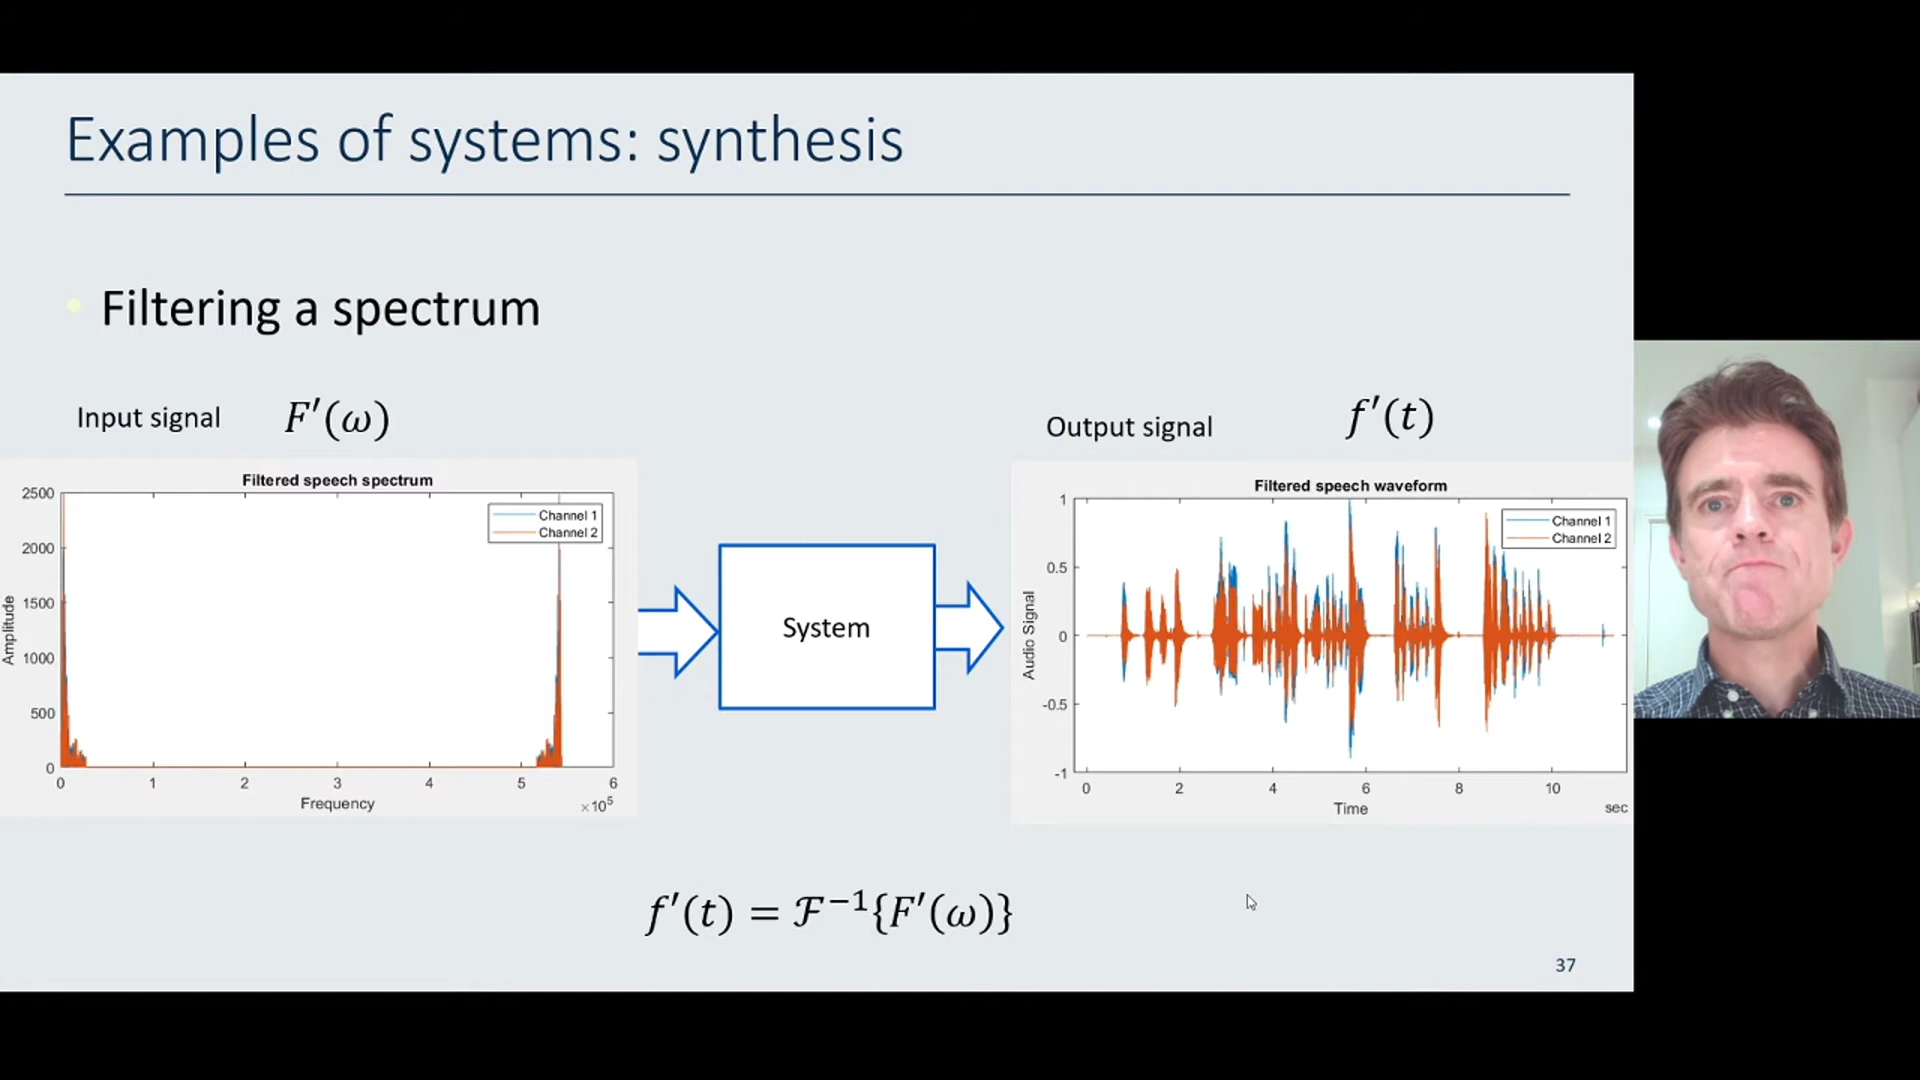 Examples of systems: synthesis
• Filtering a spectrum
Input signal F′(ω)
Output signal f′(t)
Filtered speech spectrum
Channel 1
Channel 2
2500
2000
1500
1000
500
0
Amplitude
0 1 2 3 4 5 6
Frequency
×10⁵
System
Filtered speech waveform
Channel 1
Channel 2
1
0.5
0
-0.5
-1
Audio Signal
0 2 4 6 8 10
Time
sec
f′(t) = ℱ⁻¹{F′(ω)}
37